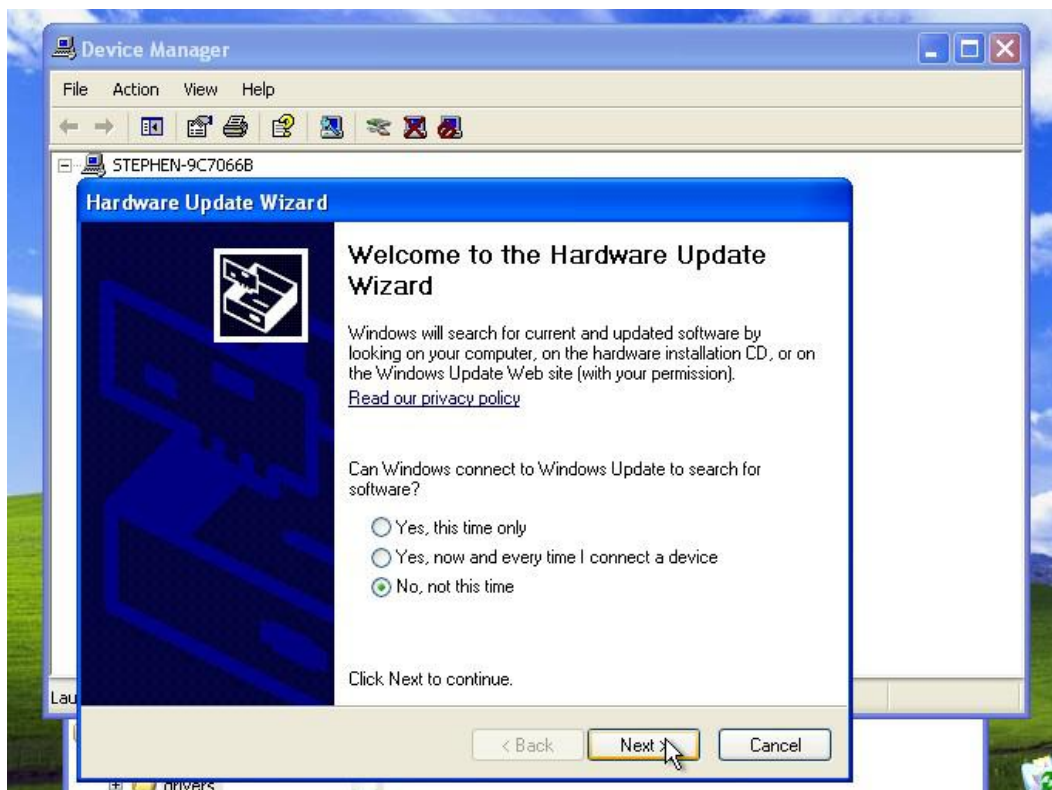 Device Manager
File Action View Help
STEPHEN-9C7066B
Hardware Update Wizard
Welcome to the Hardware Update
Wizard
Windows will search for current and updated software by
looking on your computer, on the hardware installation CD, or on
the Windows Update Web site (with your permission).
Read our privacy policy
Can Windows connect to Windows Update to search for
software?
Yes, this time only
Yes, now and every time I connect a device
No, not this time
Click Next to continue.
Lau
< Back Next > Cancel
drivers